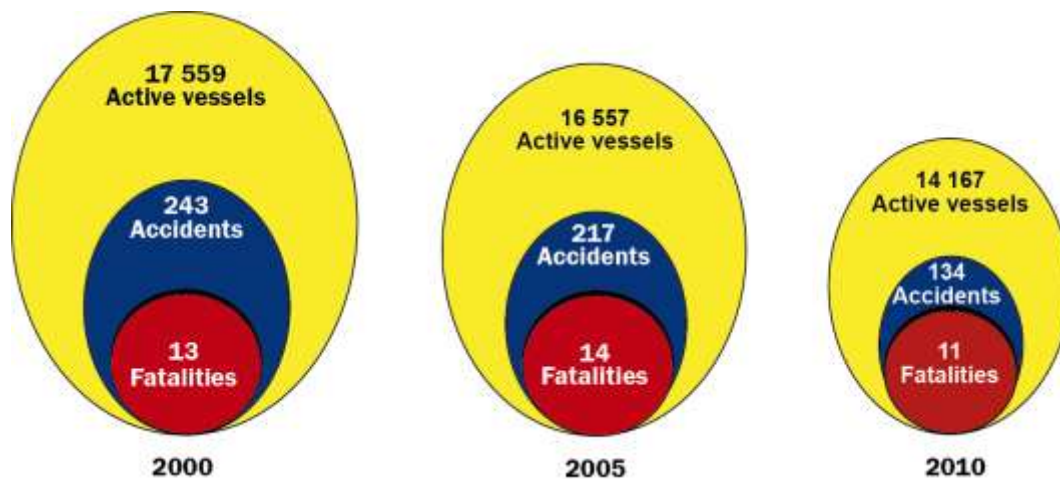 17 559
Active vessels
243
Accidents
13
Fatalities
2000
16 557
Active vessels
217
Accidents
14
Fatalities
2005
14 167
Active vessels
134
Accidents
11
Fatalities
2010